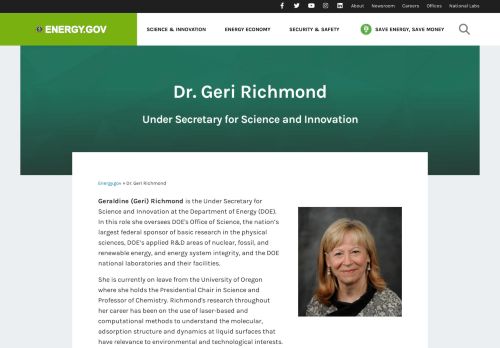 About Newsroom Careers Offices National Labs
ENERGY.GOV SCIENCE & INNOVATION ENERGY ECONOMY SECURITY & SAFETY SAVE ENERGY, SAVE MONEY
Dr. Geri Richmond
Under Secretary for Science and Innovation
Energy.gov » Dr. Geri Richmond
Geraldine (Geri) Richmond is the Under Secretary for
Science and Innovation at the Department of Energy (DOE).
In this role she oversees DOE's Office of Science, the nation's
largest federal sponsor of basic research in the physical
sciences, DOE's applied R&D areas of nuclear, fossil, and
renewable energy, and energy system integrity, and the DOE
national laboratories and their facilities.
She is currently on leave from the University of Oregon
where she holds the Presidential Chair in Science and
Professor of Chemistry. Richmond's research throughout
her career has been on the use of laser-based and
computational methods to understand the molecular,
adsorption structure and dynamics at liquid surfaces that
have relevance to environmental and technological interests.